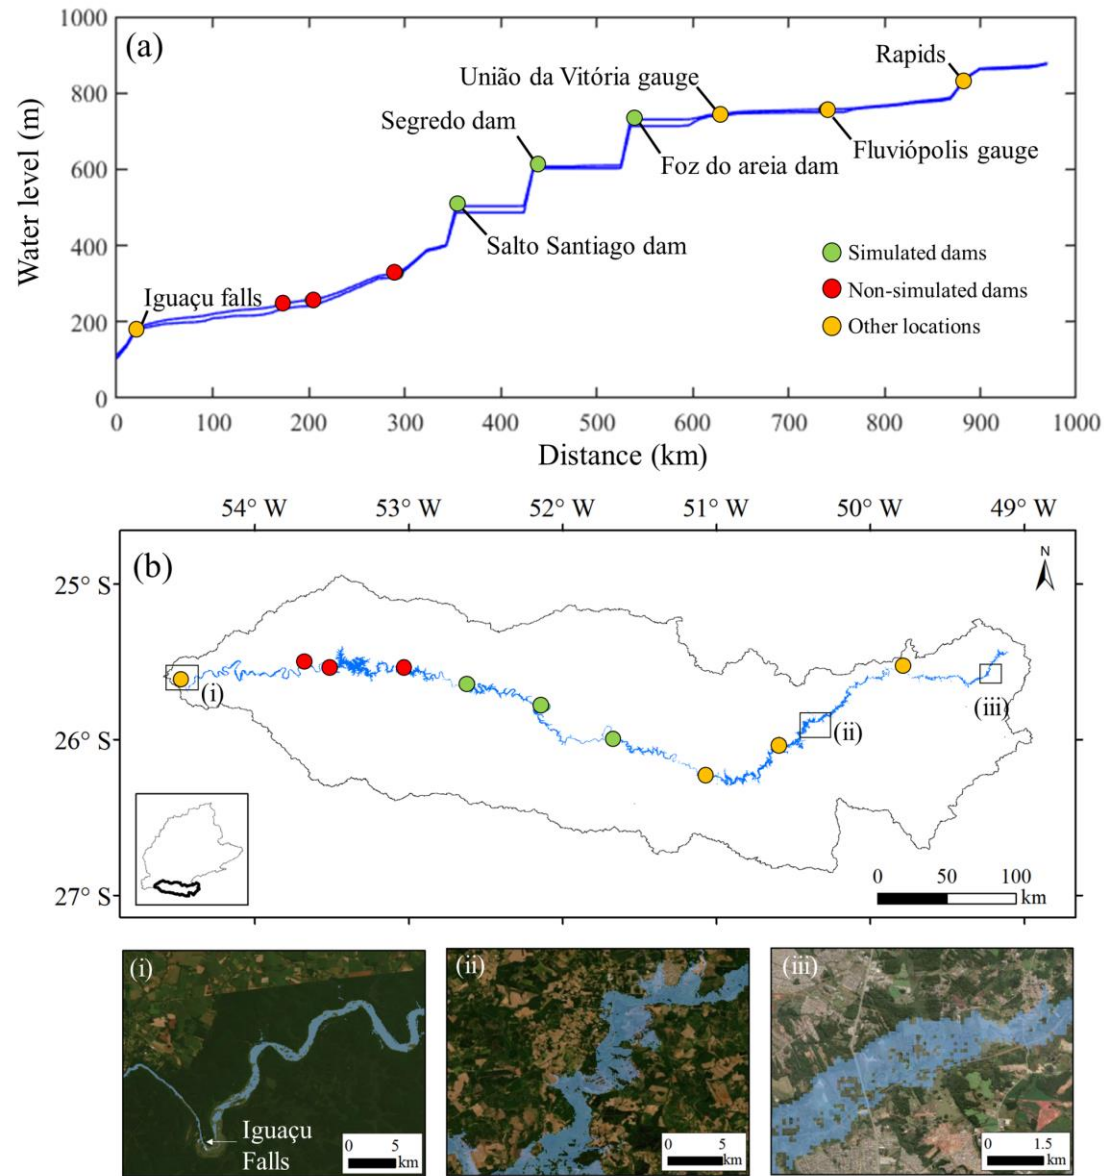 (a)
Water level (m)
1000
800
600
400
200
0
Rapids
União da Vitória gauge
Segredo dam
Foz do areia dam
Fluviópolis gauge
Salto Santiago dam
Iguaçu falls
Simulated dams
Non-simulated dams
Other locations
0 100 200 300 400 500 600 700 800 900 1000
Distance (km)
54° W 53° W 52° W 51° W 50° W 49° W
(b)
N
25° S
26° S
27° S
(i)
(ii)
(iii)
0 50 100
km
(i)
Iguaçu
Falls
0 5
km
(ii)
0 5
km
(iii)
0 1.5
km